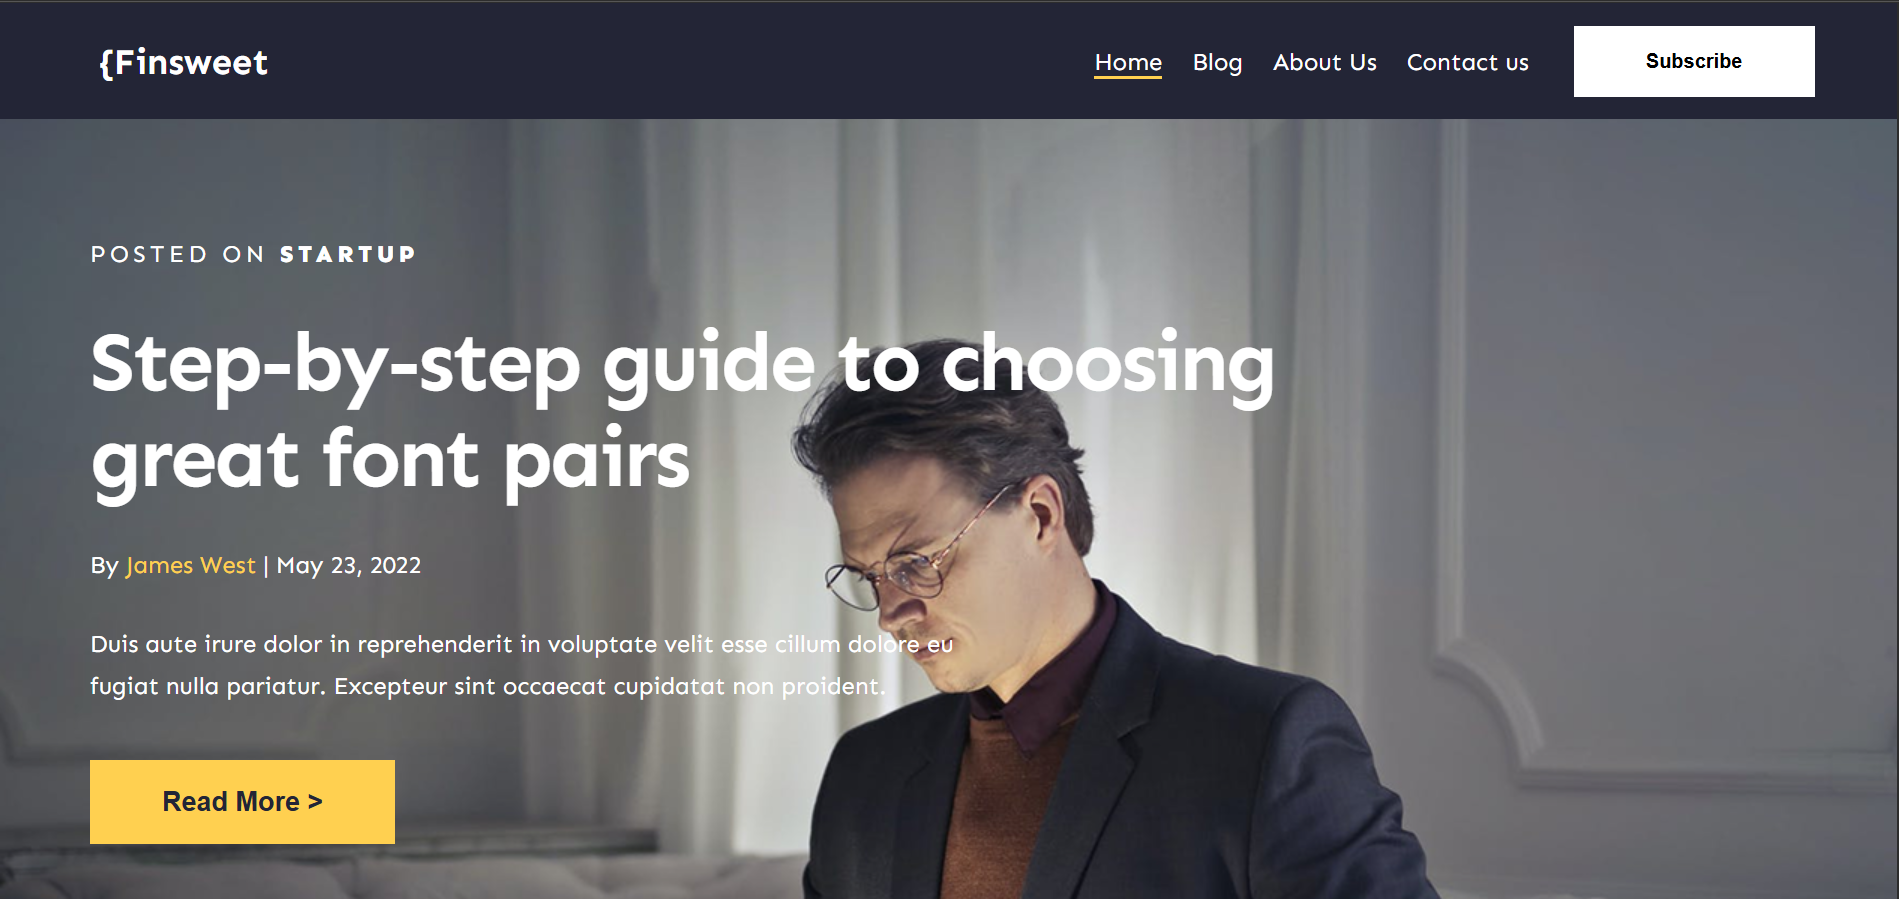 {Finsweet
Home Blog About Us Contact us Subscribe
POSTED ON STARTUP
Step-by-step guide to choosing
great font pairs
By James West | May 23, 2022
Duis aute irure dolor in reprehenderit in voluptate velit esse cillum dolore eu
fugiat nulla pariatur. Excepteur sint occaecat cupidatat non proident.
Read More >